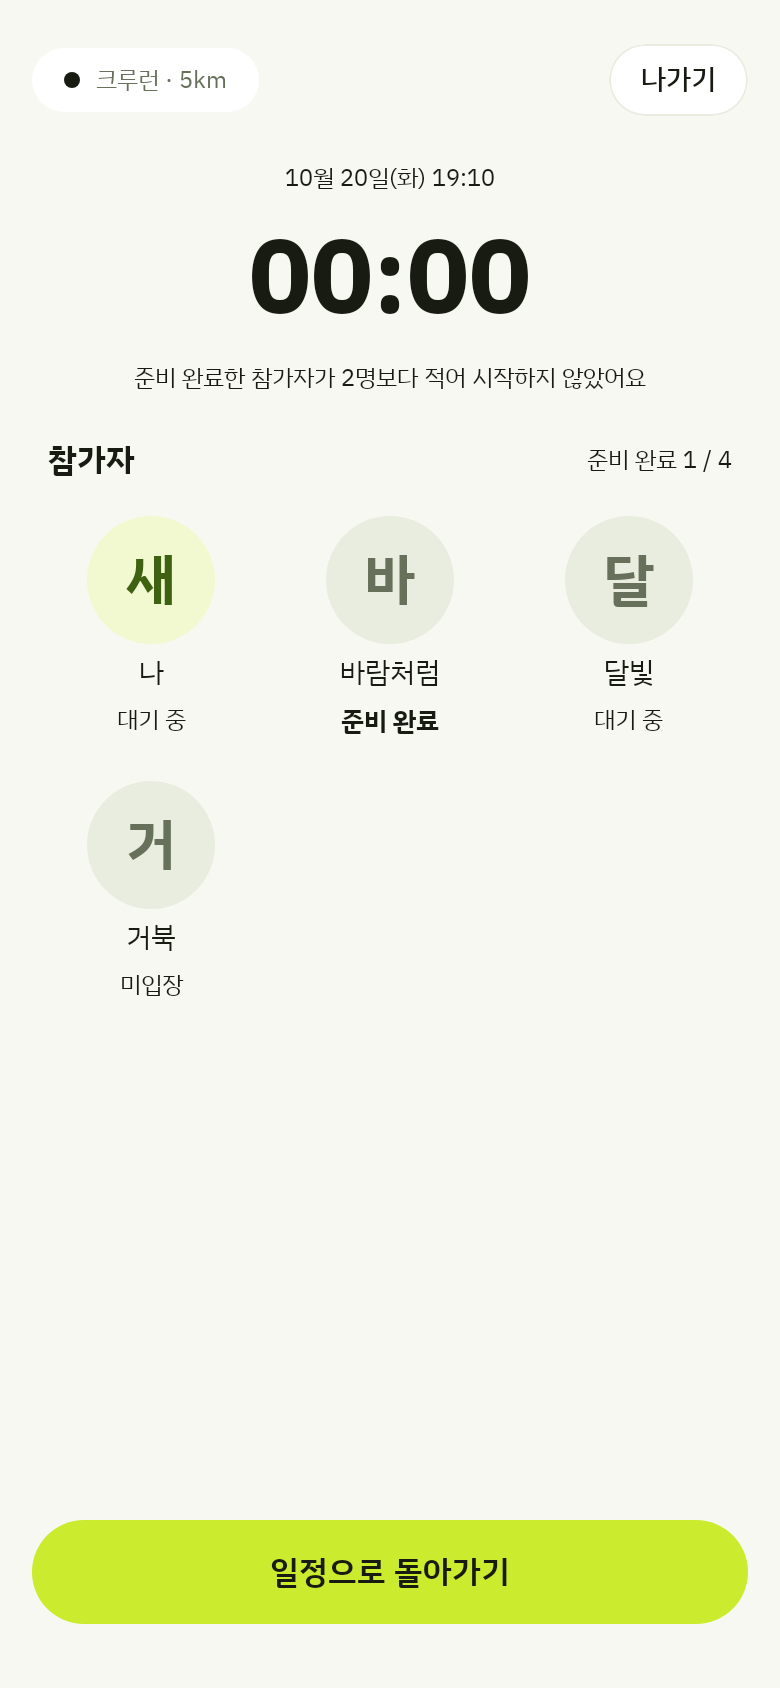 크루런 · 5km
나가기
10월 20일(화) 19:10
00:00
준비 완료한 참가자가 2명보다 적어 시작하지 않았어요
참가자
준비 완료 1 / 4
새
바
달
나
바람처럼
달빛
대기 중
준비 완료
대기 중
거
거북
미입장
일정으로 돌아가기